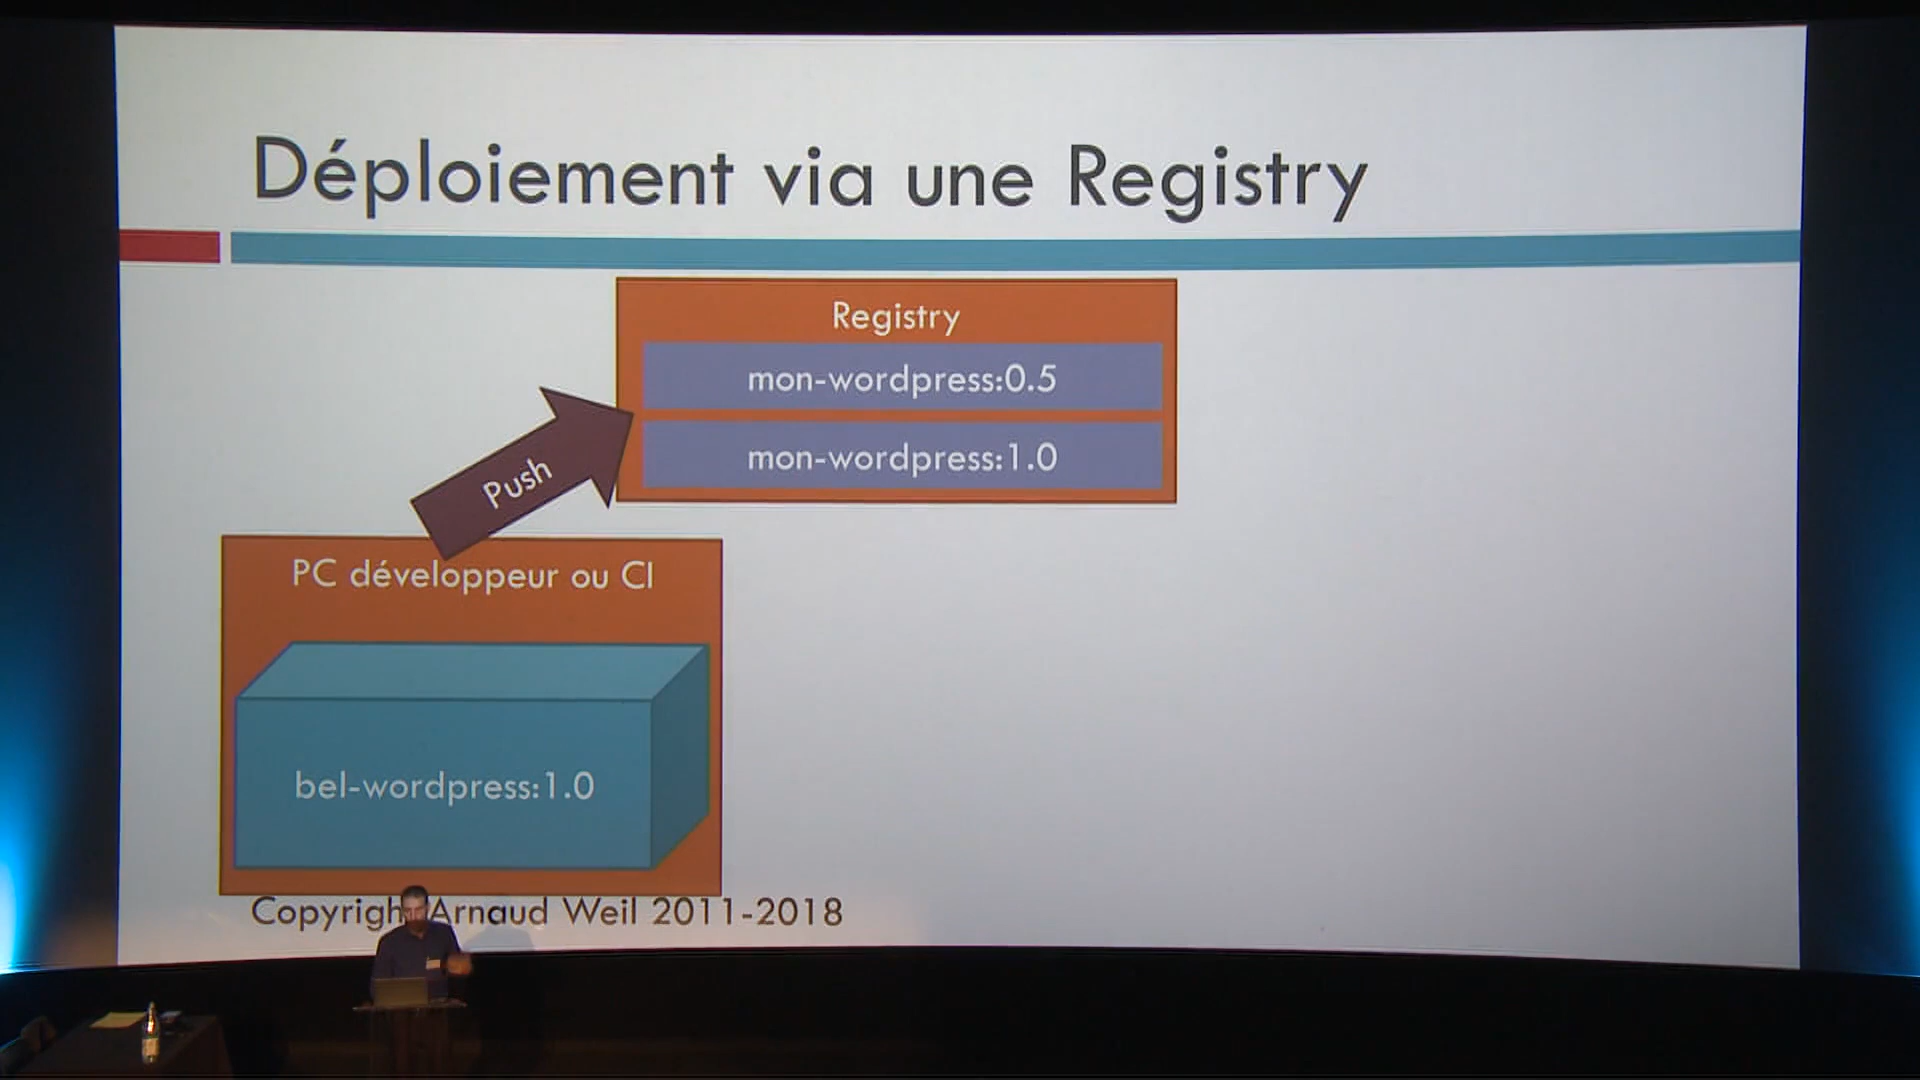 Déploiement via une Registry
Registry
mon-wordpress:0.5
mon-wordpress:1.0
Push
PC développeur ou CI
bel-wordpress:1.0
Copyright Arnaud Weil 2011-2018